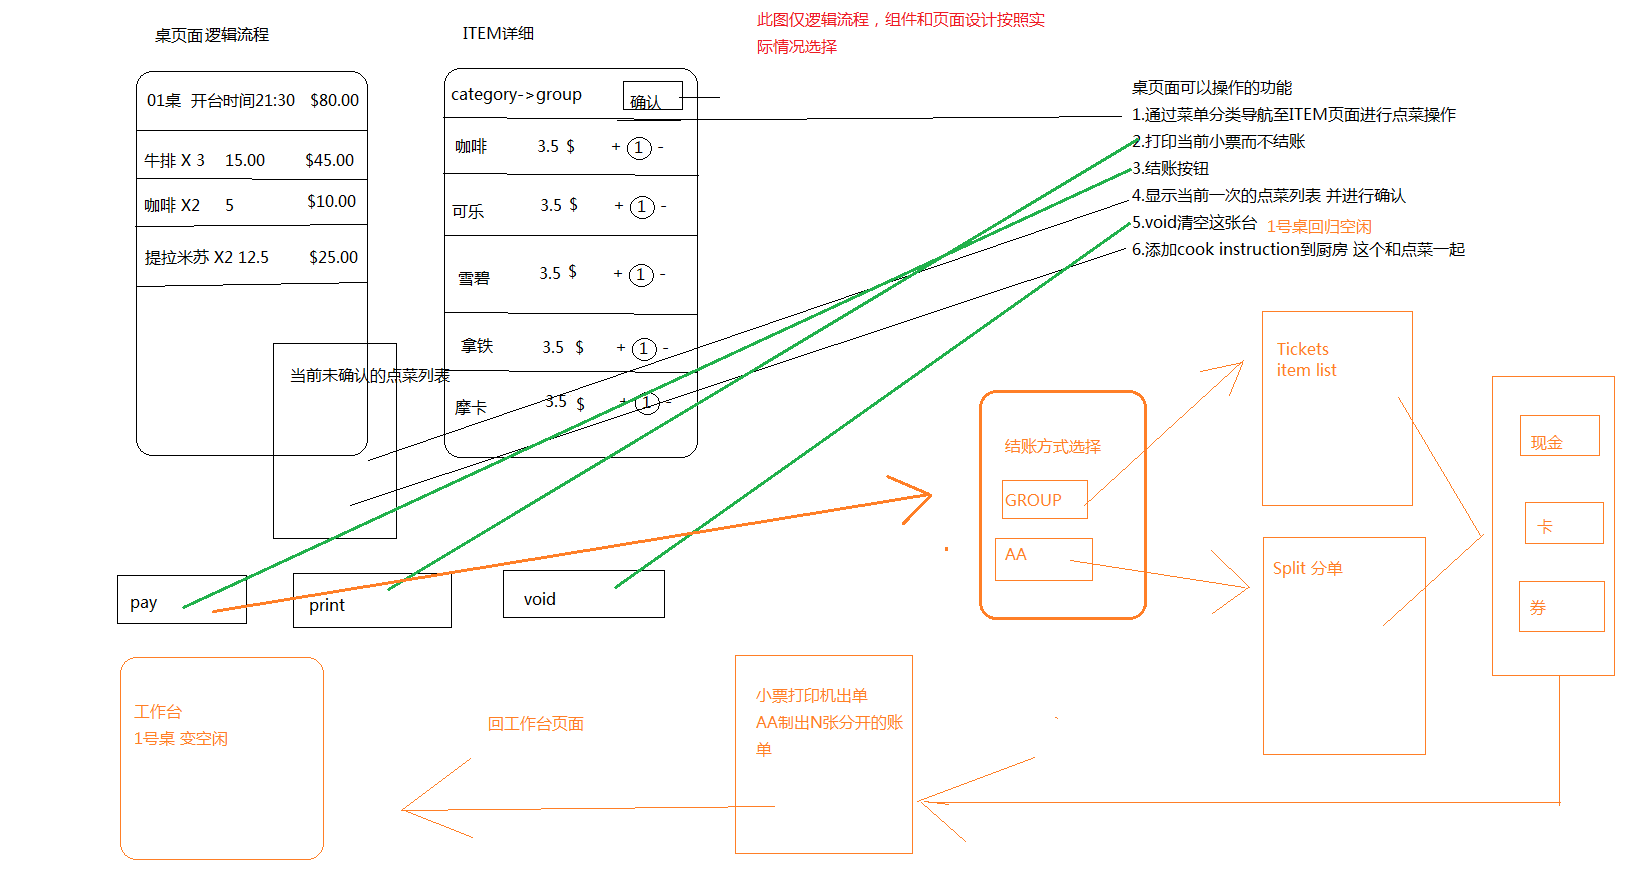 桌页面逻辑流程
ITEM详细
此图仅逻辑流程，组件和页面设计按照实
际情况选择
01桌 开台时间21:30 $80.00
牛排 X 3 15.00 $45.00
咖啡 X2 5 $10.00
提拉米苏 X2 12.5 $25.00
当前未确认的点菜列表
category->group 确认
咖啡 3.5 $ + 1 -
可乐 3.5 $ + 1 -
雪碧 3.5 $ + 1 -
拿铁 3.5 $ + 1 -
摩卡 3.5 $ + 1 -
桌页面可以操作的功能
1.通过菜单分类导航至ITEM页面进行点菜操作
2.打印当前小票而不结账
3.结账按钮
4.显示当前一次的点菜列表 并进行确认
5.void清空这张台 1号桌回归空闲
6.添加cook instruction到厨房 这个和点菜一起
pay
print
void
结账方式选择
GROUP
AA
Tickets
item list
Split 分单
现金
卡
券
小票打印机出单
AA制出N张分开的账
单
回工作台页面
工作台
1号桌 变空闲